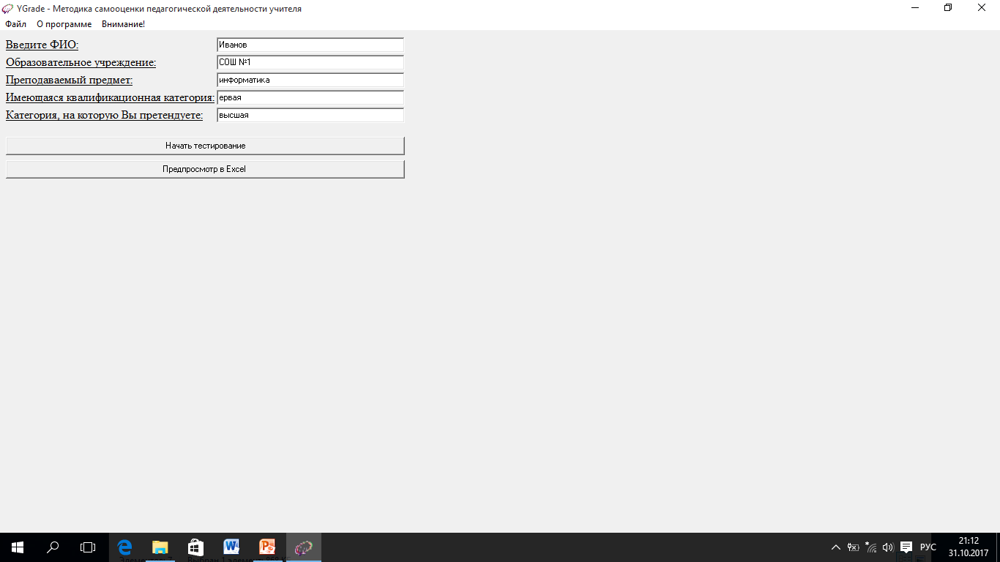 YGrade - Методика самооценки педагогической деятельности учителя
Файл О программе Внимание!
Введите ФИО: Иванов
Образовательное учреждение: СОШ №1
Преподаваемый предмет: информатика
Имеющаяся квалификационная категория: ервая
Категория, на которую Вы претендуете: высшая
Начать тестирование
Предпросмотр в Excel
РУС
21:12
31.10.2017